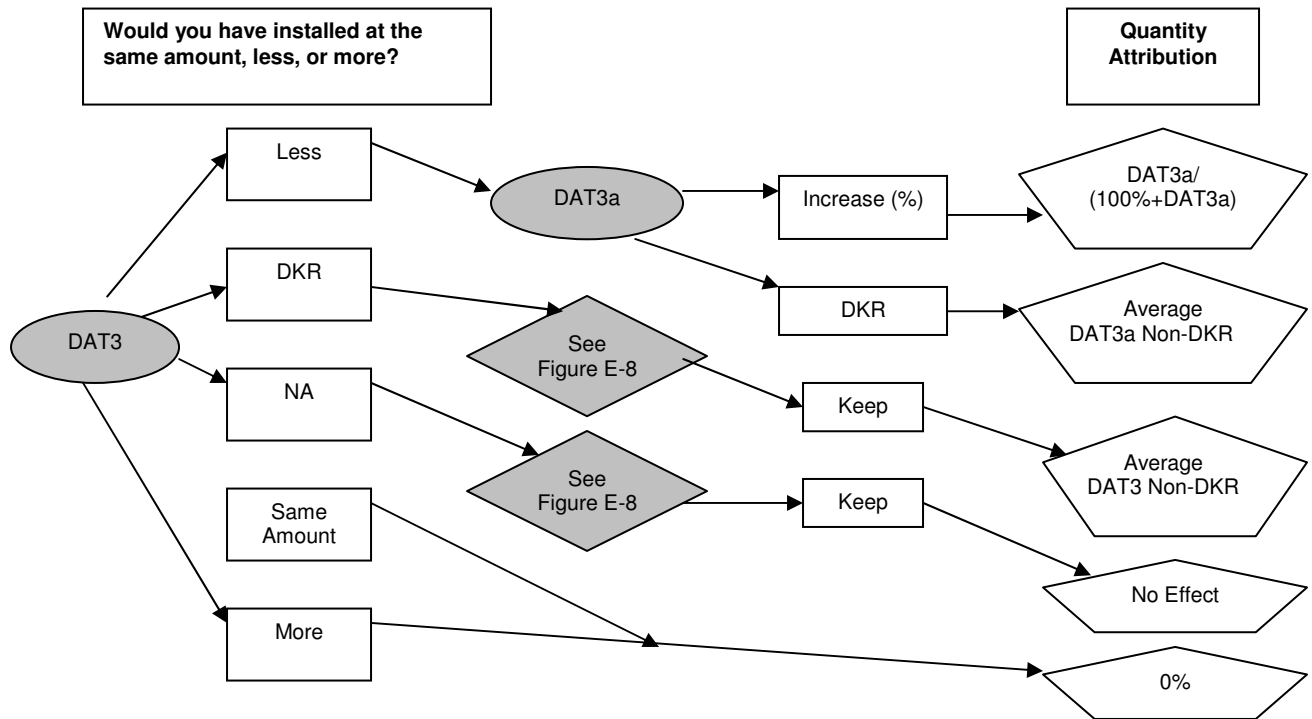 Would you have installed at the
same amount, less, or more?
Quantity
Attribution
Less
DAT3a
Increase (%)
DAT3a/
(100%+DAT3a)
DKR
DKR
Average
DAT3a Non-DKR
DAT3
See
Figure E-8
NA
Keep
Average
DAT3 Non-DKR
See
Figure E-8
Keep
Same
Amount
No Effect
More
0%